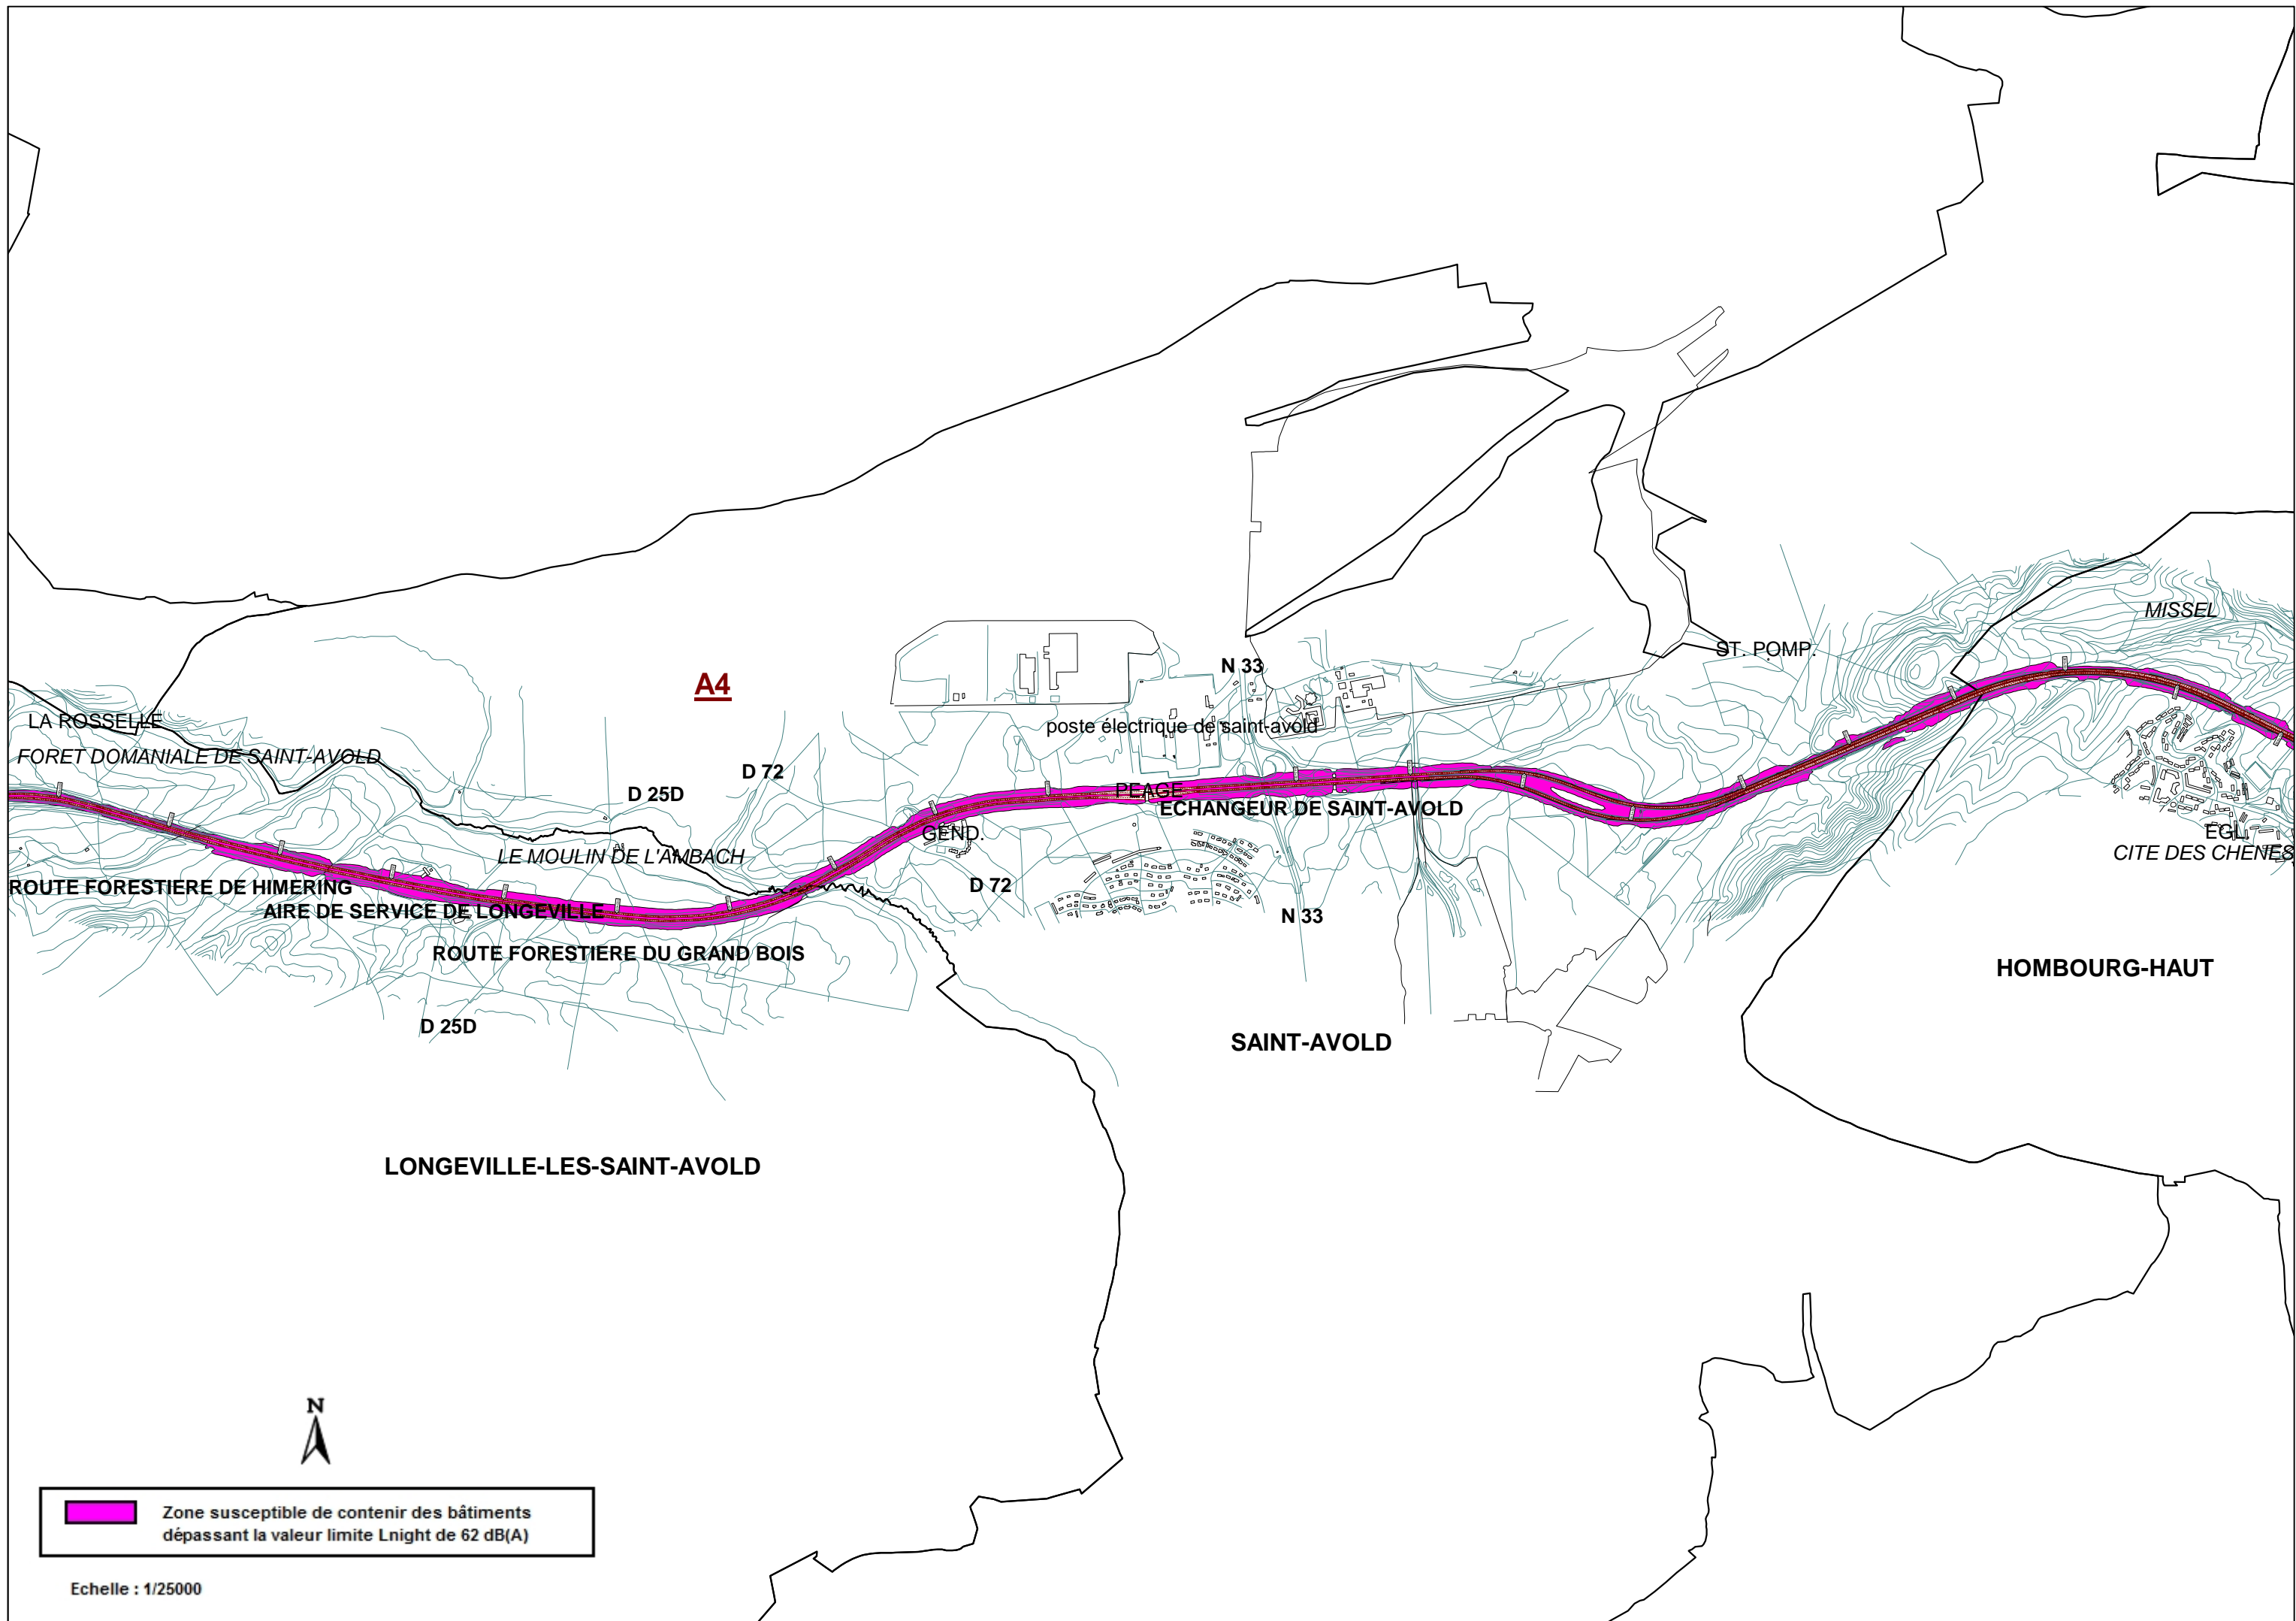 MISSEL
ST. POMP.
N 33
A4
LA ROSSELLE
poste électrique de saint-avold
FORET DOMANIALE DE SAINT-AVOLD
D 72
D 25D
PEAGE
ECHANGEUR DE SAINT-AVOLD
GEND.
EGL.
LE MOULIN DE L'AMBACH
CITE DES CHENES
ROUTE FORESTIERE DE HIMERING
D 72
AIRE DE SERVICE DE LONGEVILLE
N 33
ROUTE FORESTIERE DU GRAND BOIS
HOMBOURG-HAUT
D 25D
SAINT-AVOLD
LONGEVILLE-LES-SAINT-AVOLD
N
Zone susceptible de contenir des bâtiments
dépassant la valeur limite Lnight de 62 dB(A)
Echelle : 1/25000